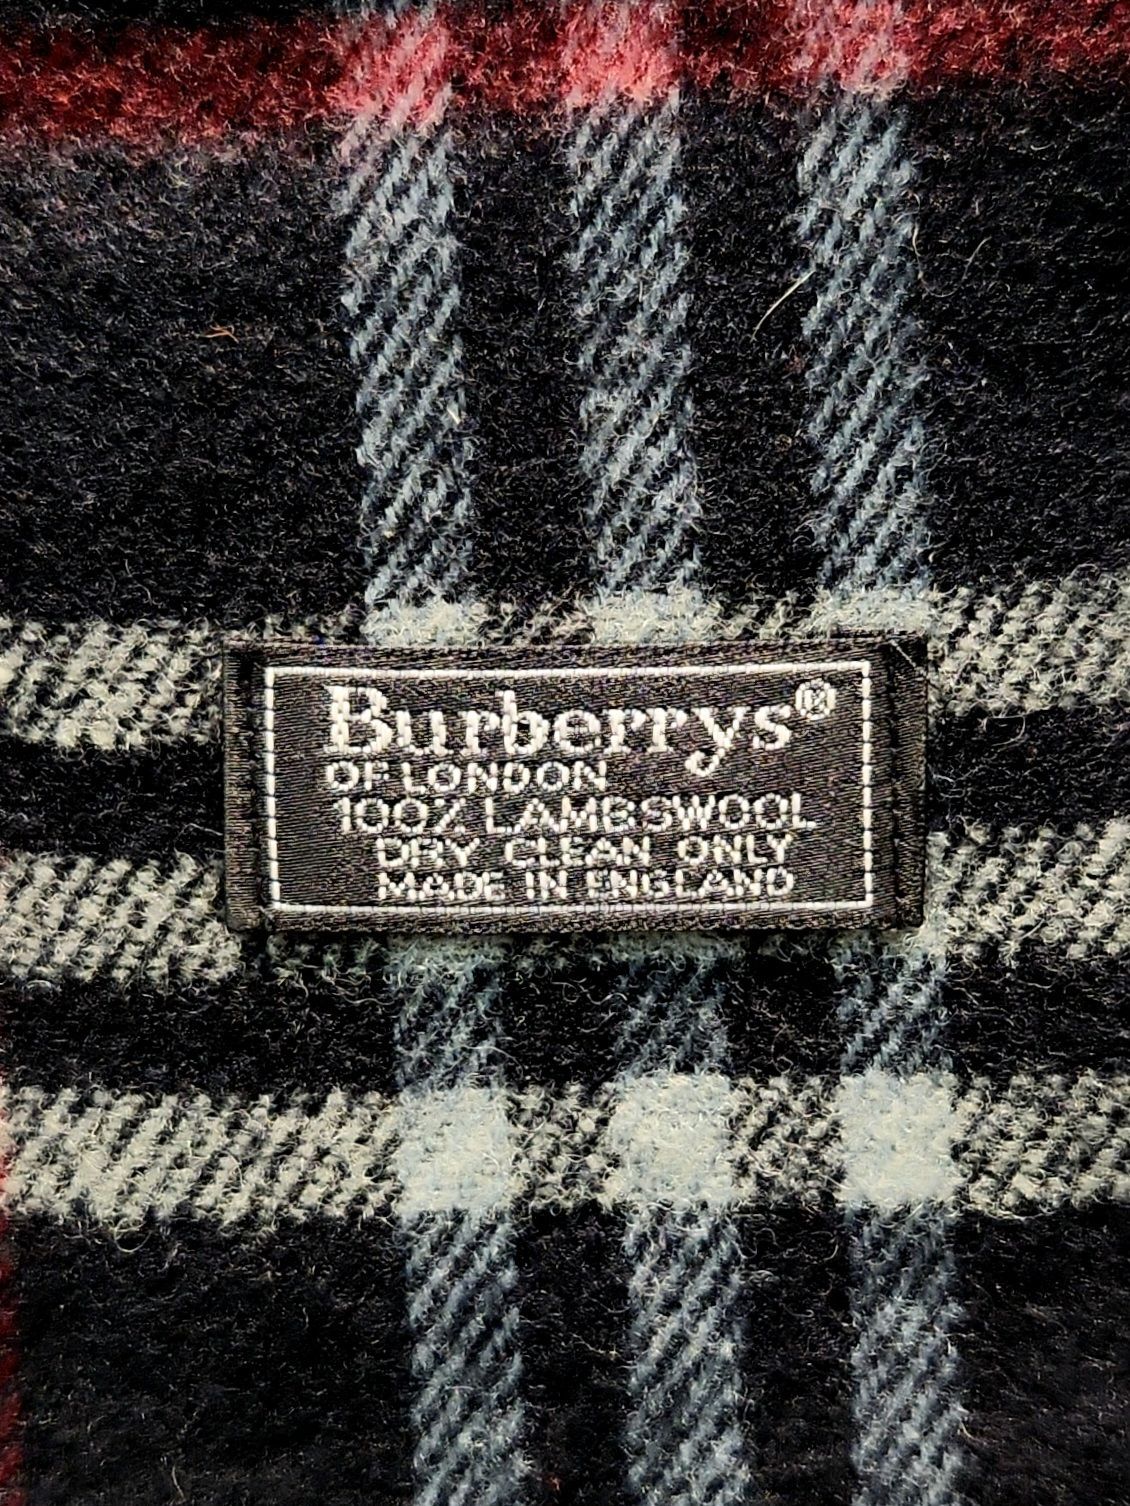 Burberrys®
OF LONDON
100% LAMBSWOOL
DRY CLEAN ONLY
MADE IN ENGLAND